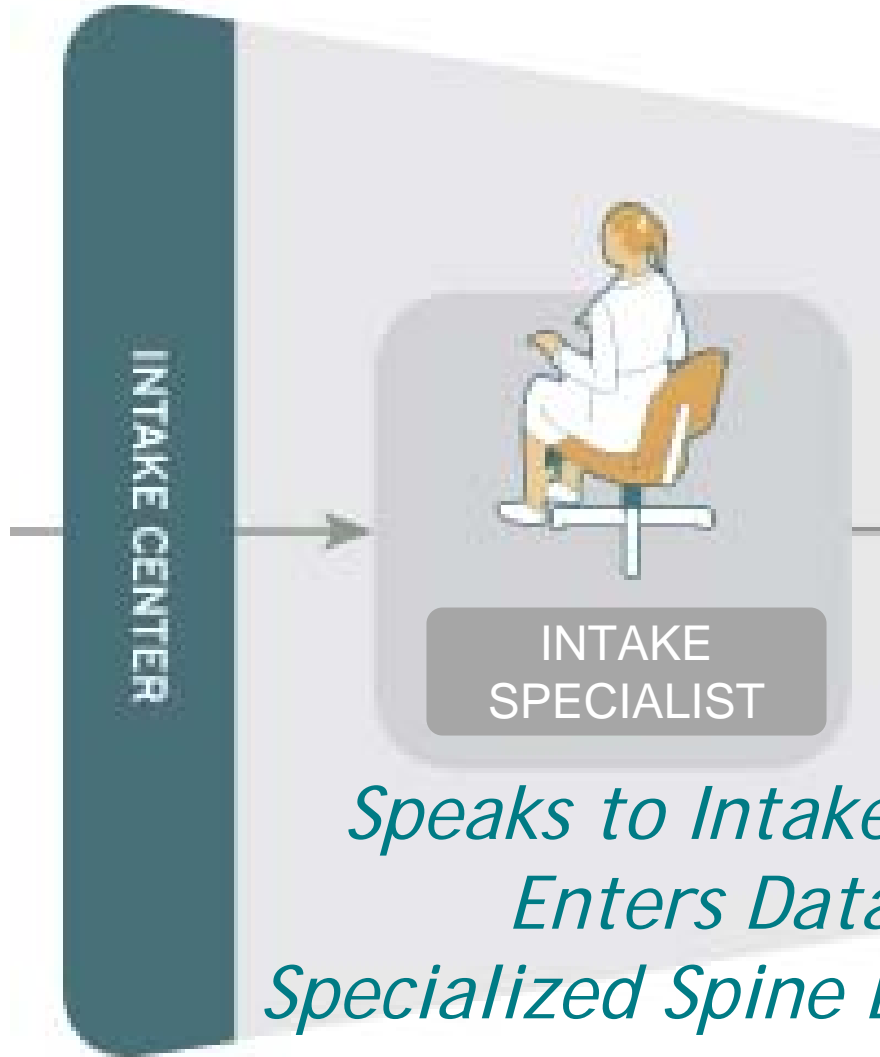 INTAKE CENTER
INTAKE
SPECIALIST
Speaks to Intake
Enters Data
Specialized Spine